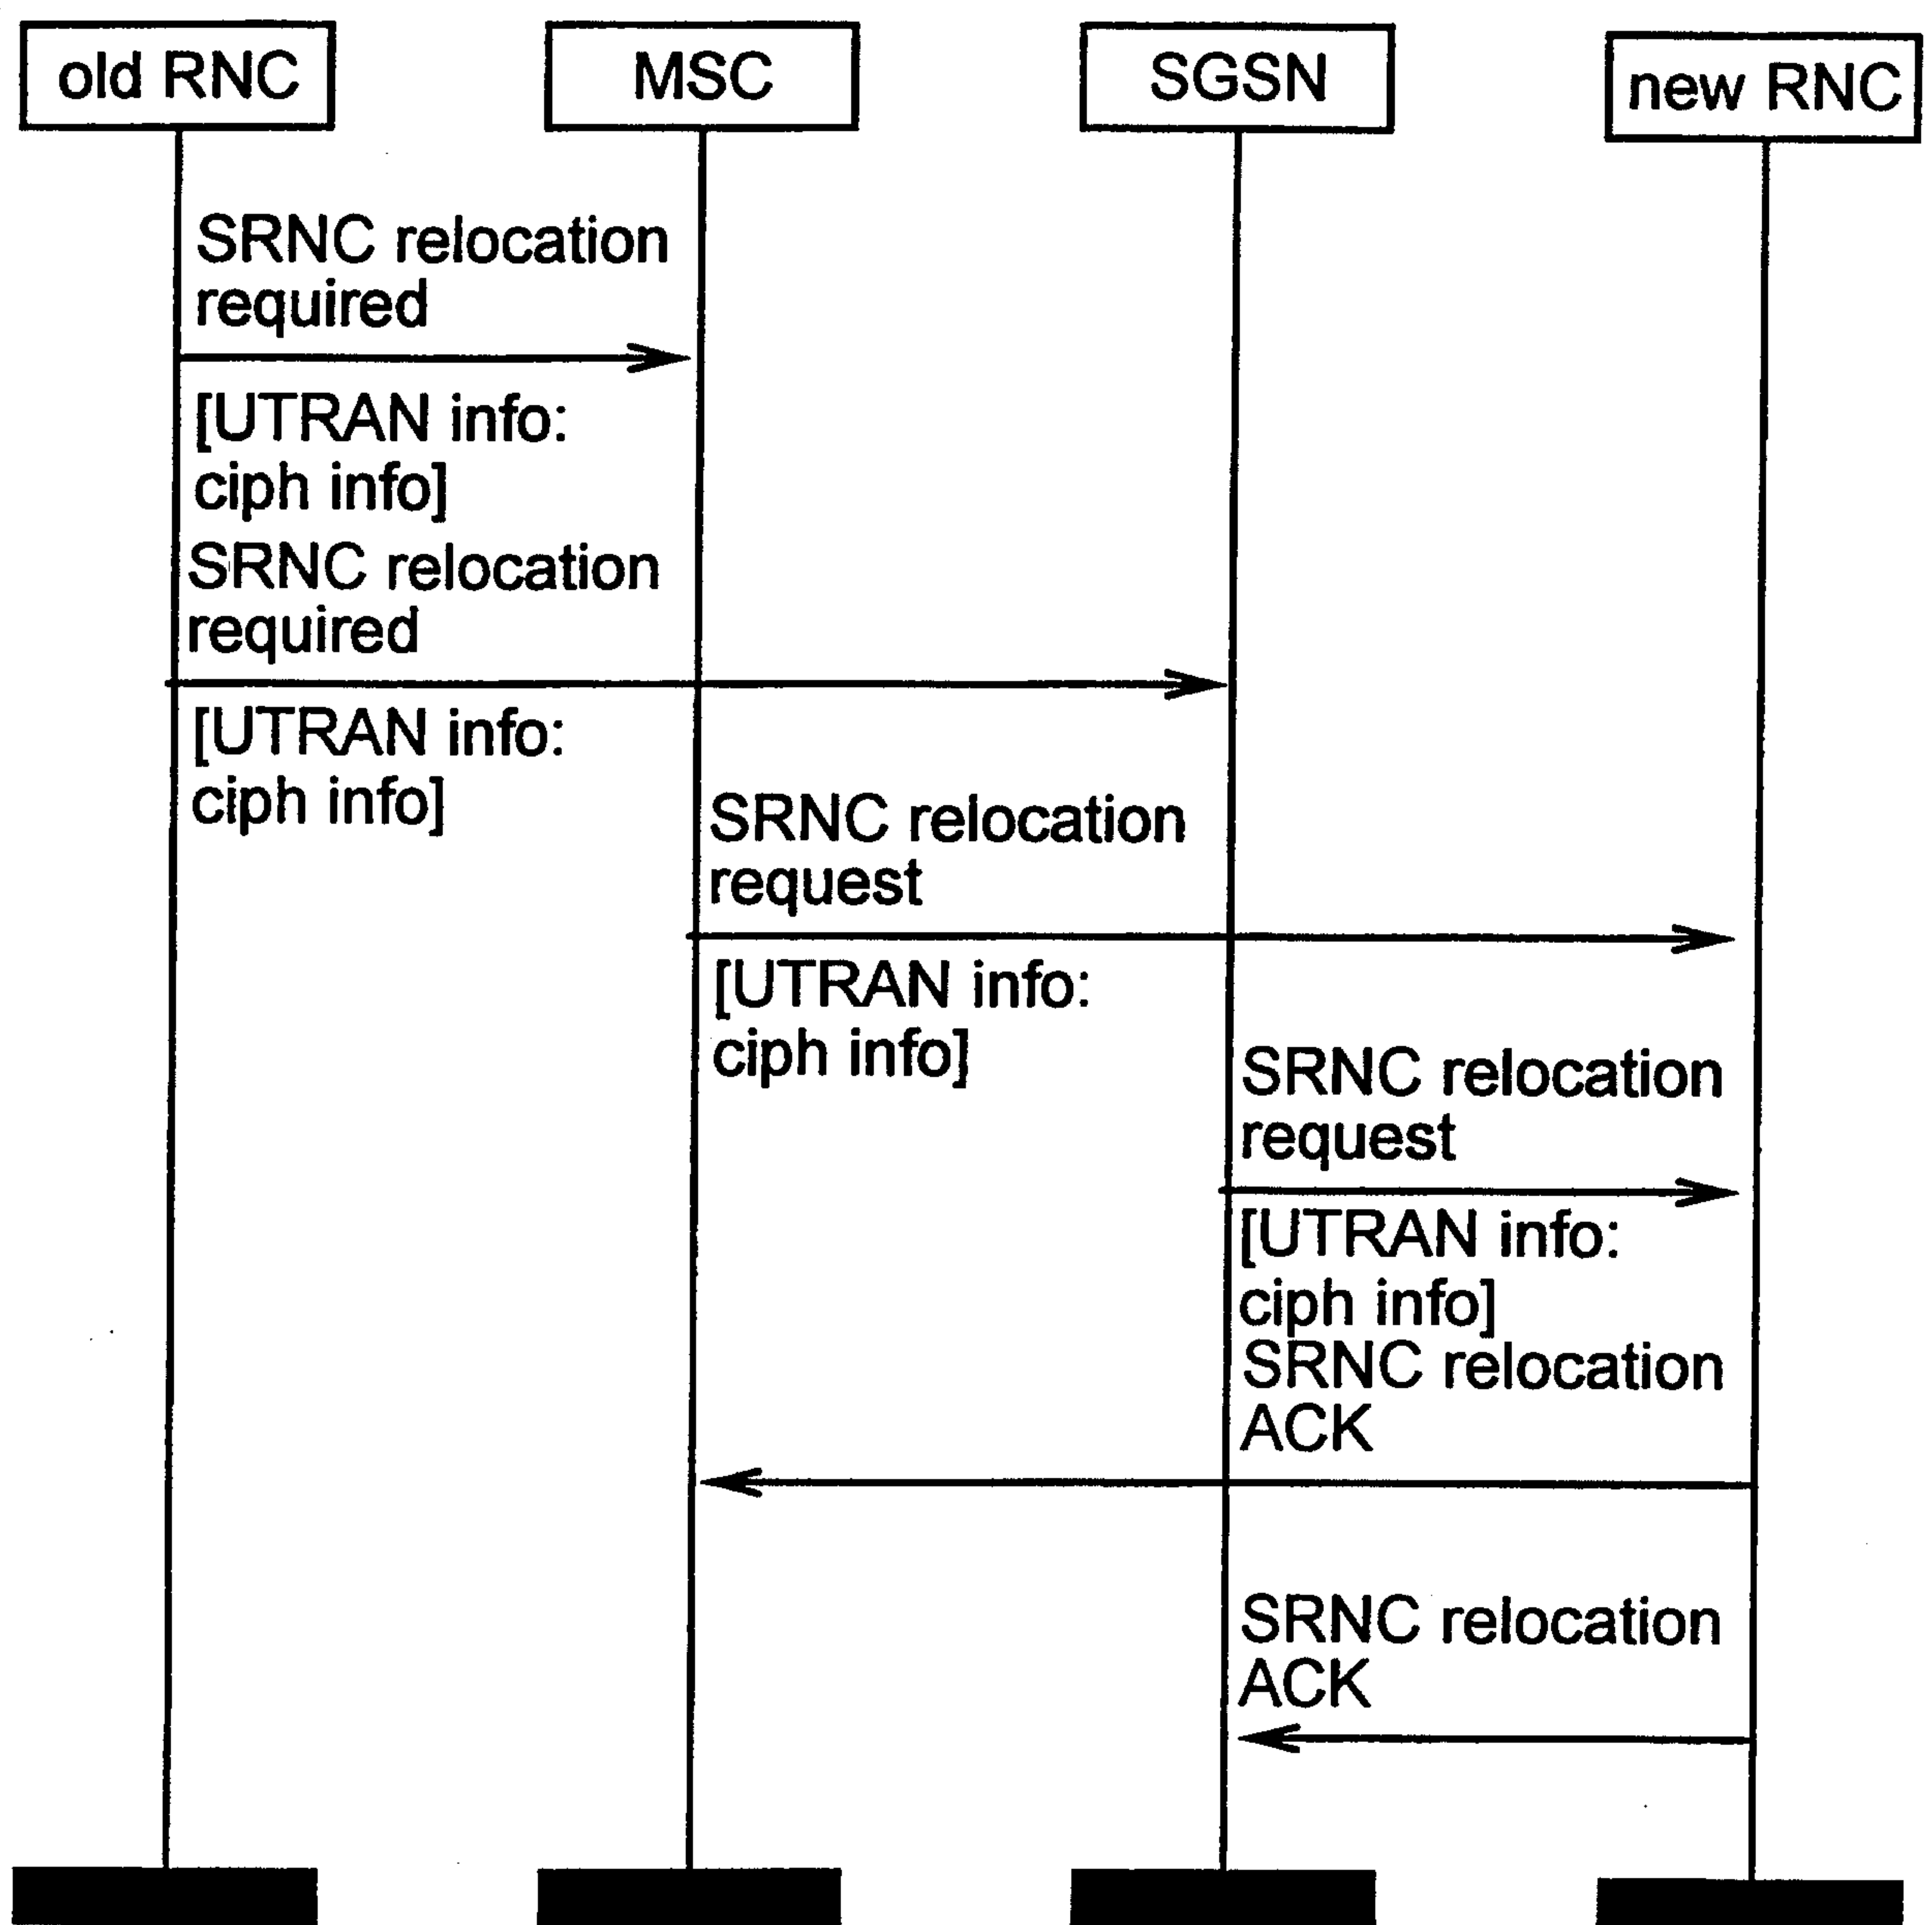 old RNC
MSC
SGSN
new RNC
SRNC relocation
required
[UTRAN info:
ciph info]
SRNC relocation
required
[UTRAN info:
ciph info]
SRNC relocation
request
[UTRAN info:
ciph info]
SRNC relocation
request
[UTRAN info:
ciph info]
SRNC relocation
ACK
SRNC relocation
ACK